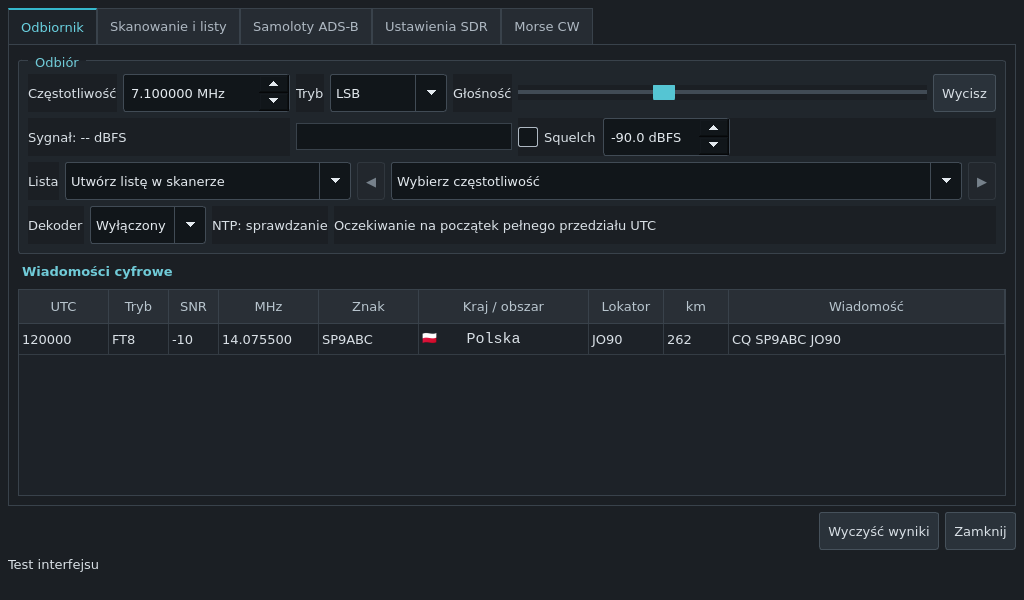 Odbiornik Skanowanie i listy Samoloty ADS-B Ustawienia SDR Morse CW
Odbiór
Częstotliwość 7.100000 MHz Tryb LSB Głośność Wycisz
Sygnał: -- dBFS Squelch -90.0 dBFS
Lista Utwórz listę w skanerze Wybierz częstotliwość
Dekoder Wyłączony NTP: sprawdzanie Oczekiwanie na początek pełnego przedziału UTC
Wiadomości cyfrowe
UTC Tryb SNR MHz Znak Kraj / obszar Lokator km Wiadomość
120000 FT8 -10 14.075500 SP9ABC Polska JO90 262 CQ SP9ABC JO90
Wyczyść wyniki Zamknij
Test interfejsu